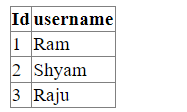 Id username
1 Ram
2 Shyam
3 Raju